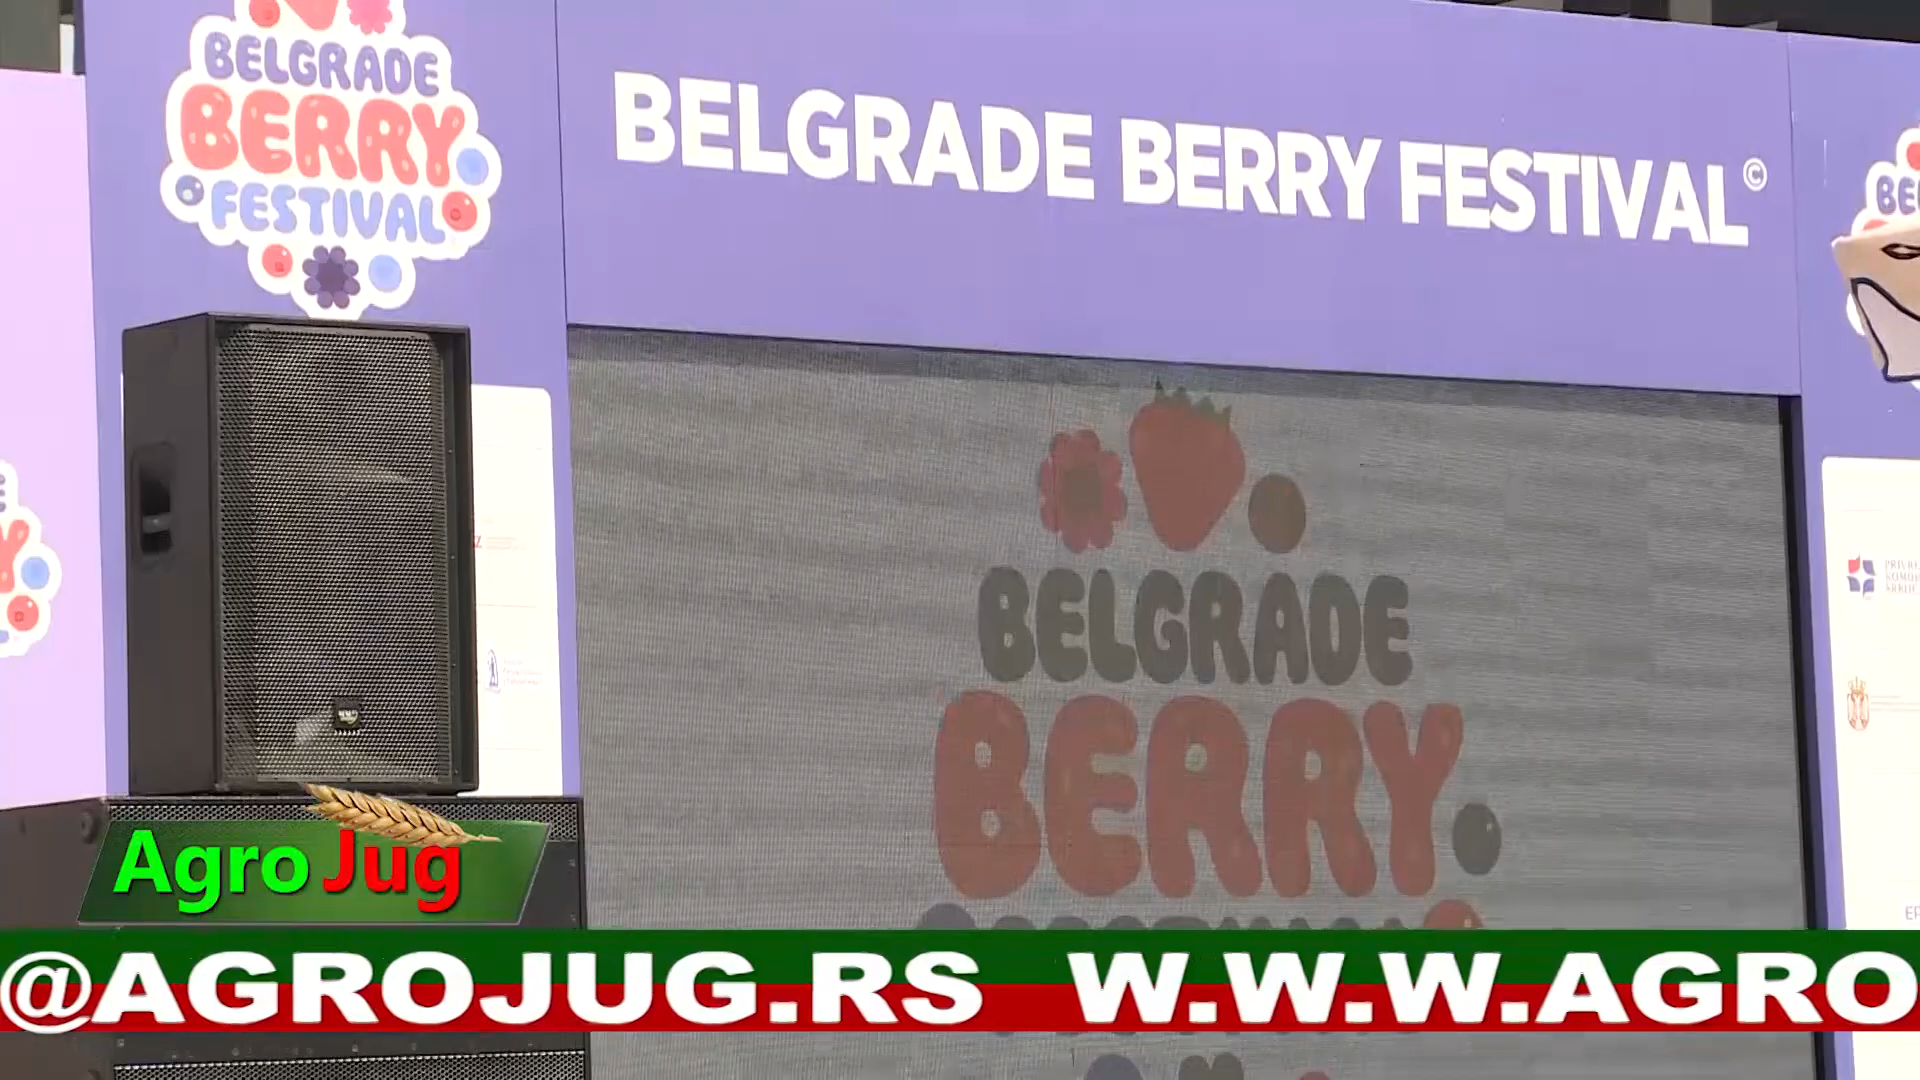 BELGRADE
BERRY
FESTIVAL
BELGRADE BERRY FESTIVAL©
BELGRADE
BERRY
Agro Jug
@AGROJUG.RS W.W.W.AGRO